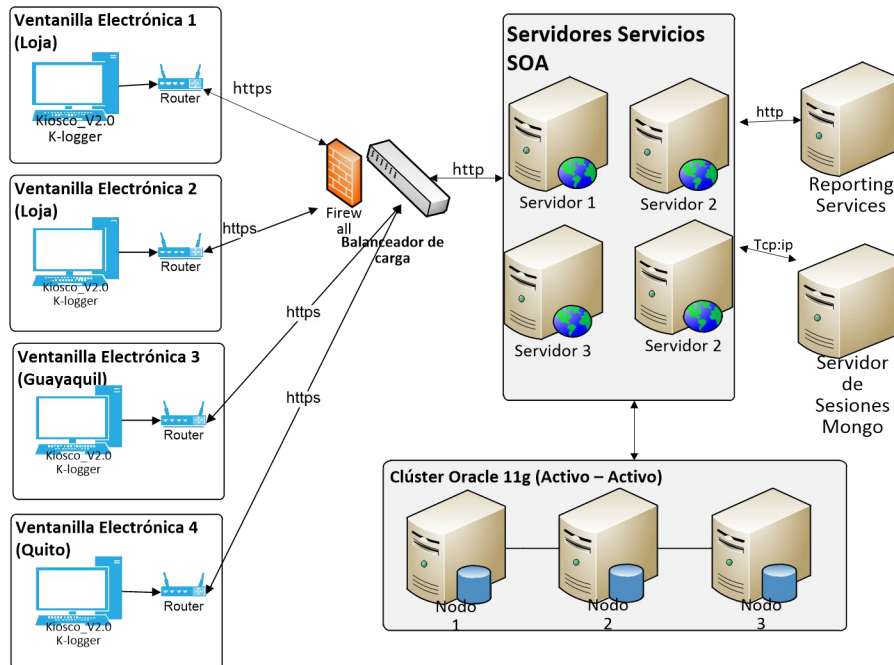 Ventanilla Electrónica 1
(Loja)
Router
Kiosco_V2.0
K-logger
https
Ventanilla Electrónica 2
(Loja)
Router
Kiosco_V2.0
K-logger
https
Ventanilla Electrónica 3
(Guayaquil)
Router
Kiosco_V2.0
K-logger
https
Ventanilla Electrónica 4
(Quito)
Router
Kiosco_V2.0
K-logger
https
Firew
all
Balanceador de
carga
http
Servidores Servicios
SOA
Servidor 1
Servidor 2
Servidor 3
Servidor 2
http
Reporting
Services
Tcp:ip
Servidor
de
Sesiones
Mongo
Clúster Oracle 11g (Activo – Activo)
Nodo
1
Nodo
2
Nodo
3